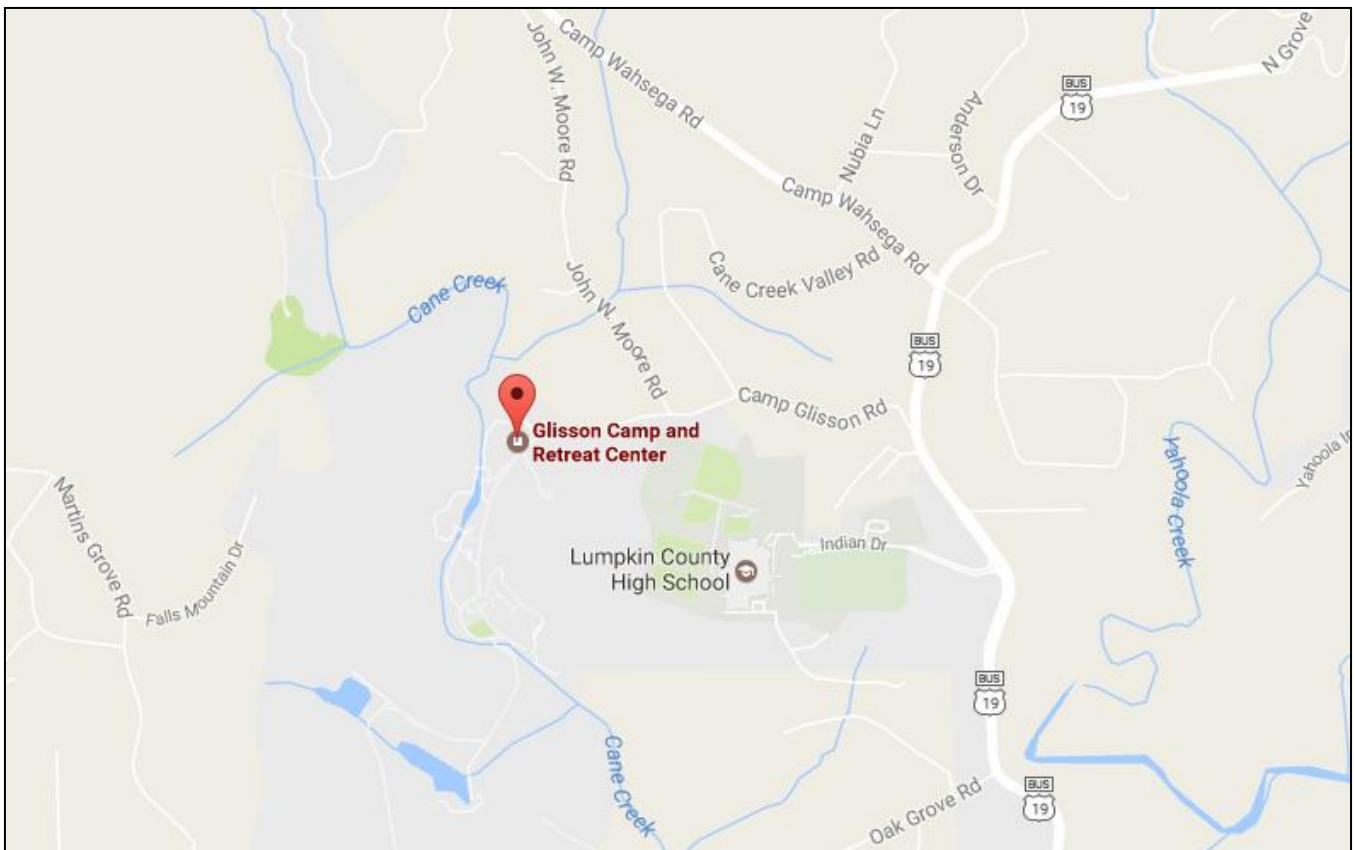 Camp Wahsega Rd
John W. Moore Rd
N Grove
BUS
19
Anderson Dr
Nubia Ln
Camp Wahsega Rd
Cane Creek Valley Rd
John W. Moore Rd
Cane Creek
BUS
19
Camp Glisson Rd
Glisson Camp and
Retreat Center
Yahoola Creek
Yahoola
Martins Grove Rd
Falls Mountain Dr
Indian Dr
Lumpkin County
High School
BUS
19
Cane Creek
Oak Grove Rd
BUS
19